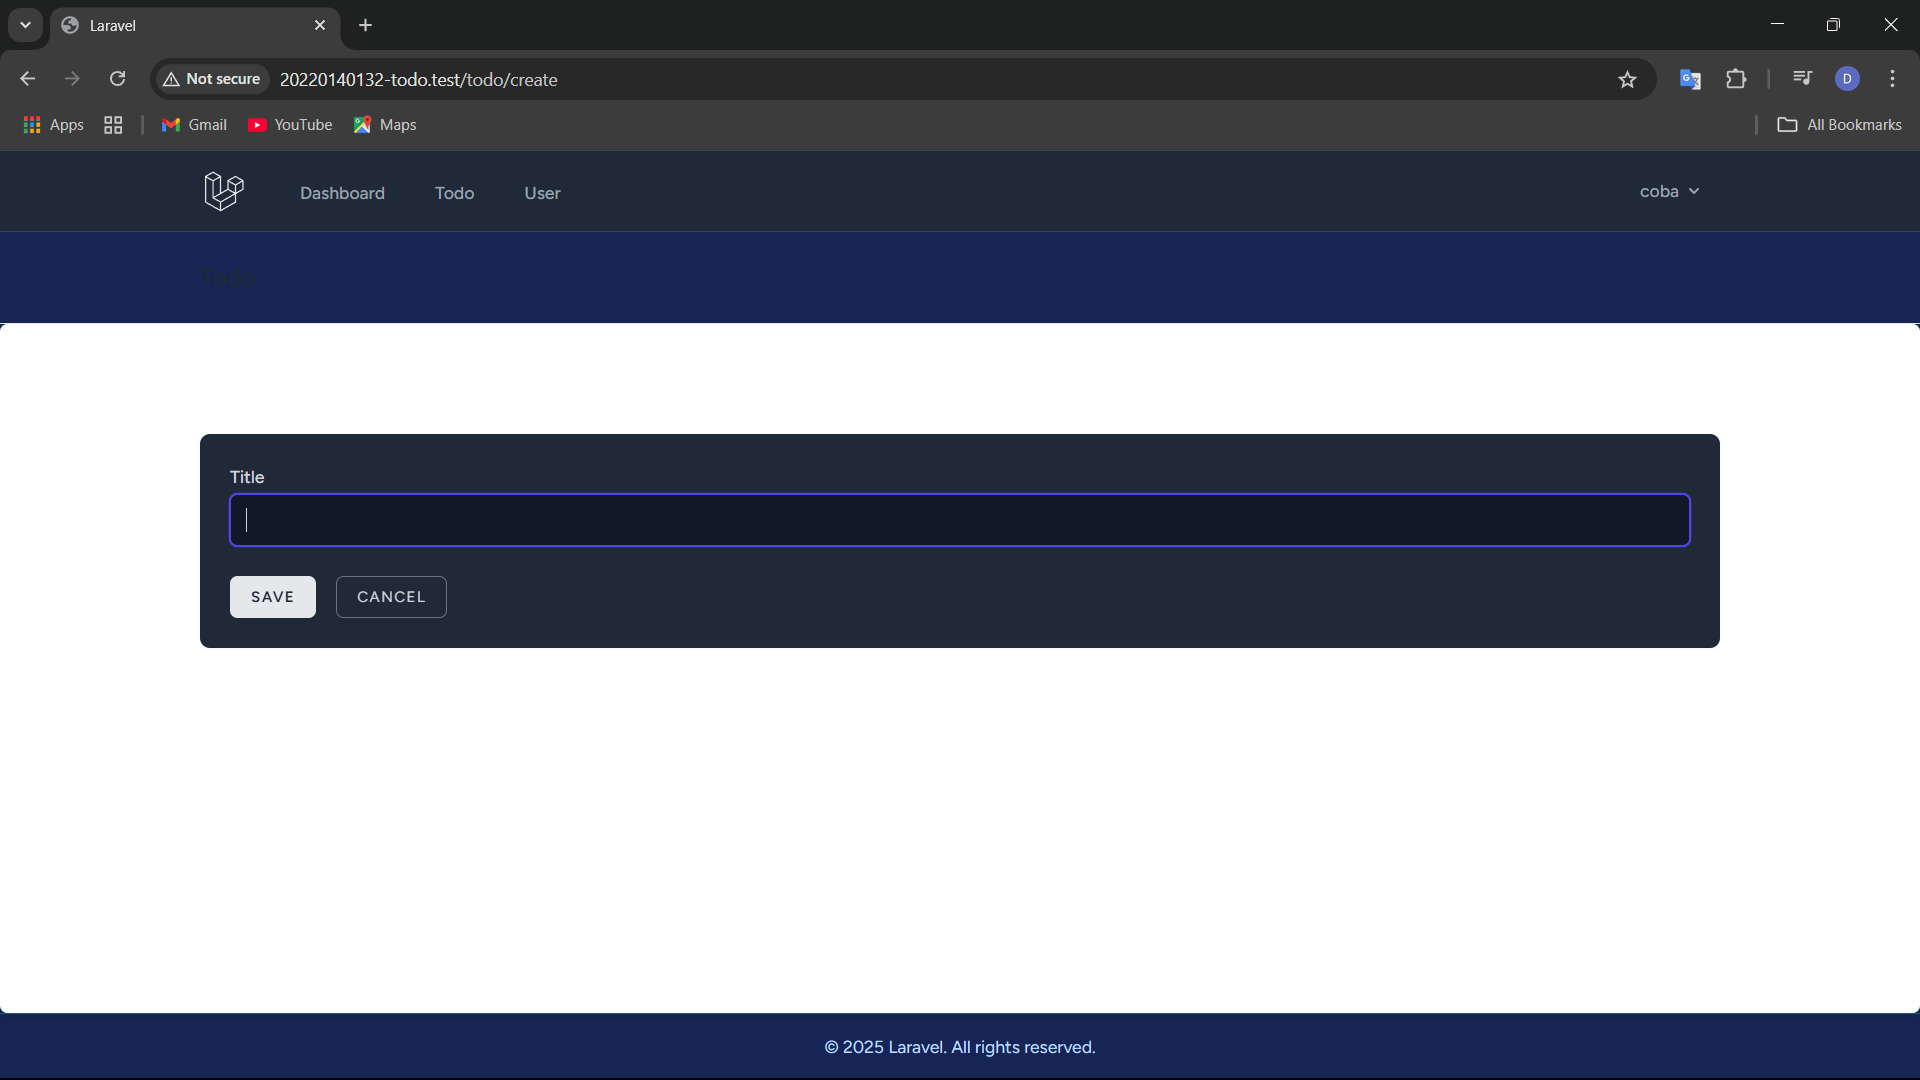 Laravel
Not secure
20220140132-todo.test/todo/create
D
Apps
Gmail
YouTube
Maps
All Bookmarks
Dashboard
Todo
User
coba
Todo
Title
SAVE
CANCEL
© 2025 Laravel. All rights reserved.